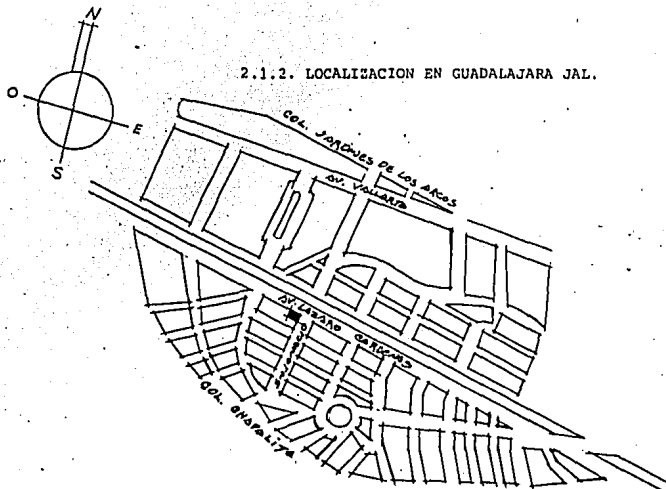 N
2.1.2. LOCALIZACION EN GUADALAJARA JAL.
O
E
S
COL. JARDINES DE LOS ARCOS
AV. VALLARTA
AV. LAZARO CARDENAS
COL. CHAPALITA